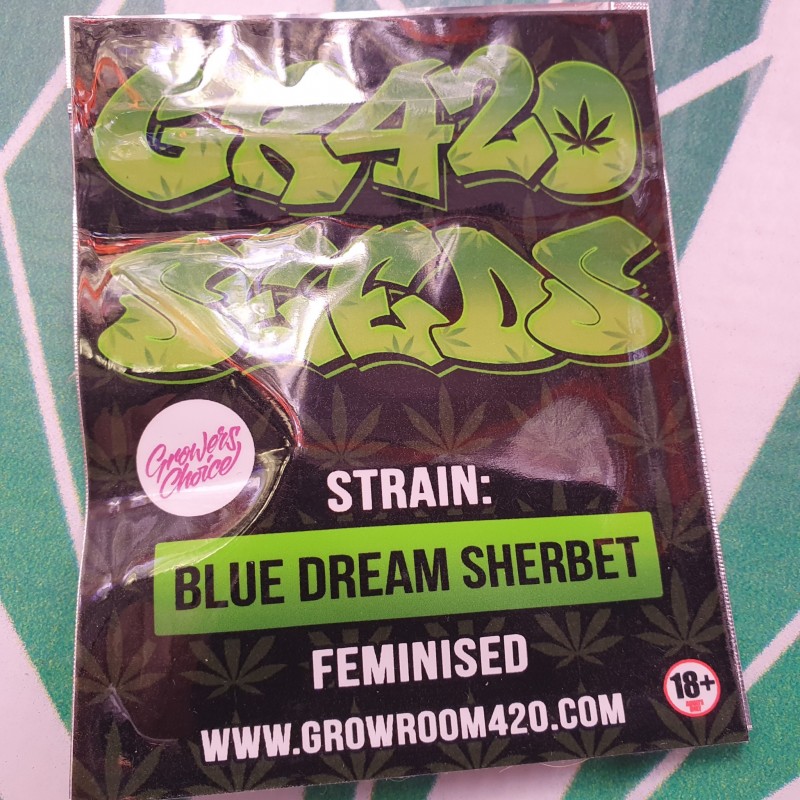 GR420
SEEDS
Growers
Choice
STRAIN:
BLUE DREAM SHERBET
FEMINISED
WWW.GROWROOM420.COM
18+